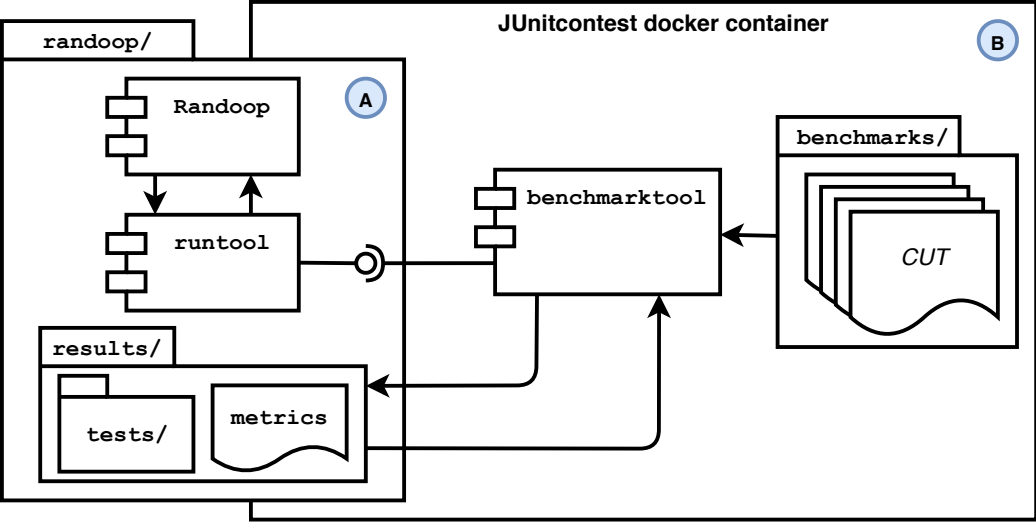 JUnitcontest docker container
B
randoop/
A
Randoop
benchmarks/
benchmarktool
runtool
CUT
results/
metrics
tests/